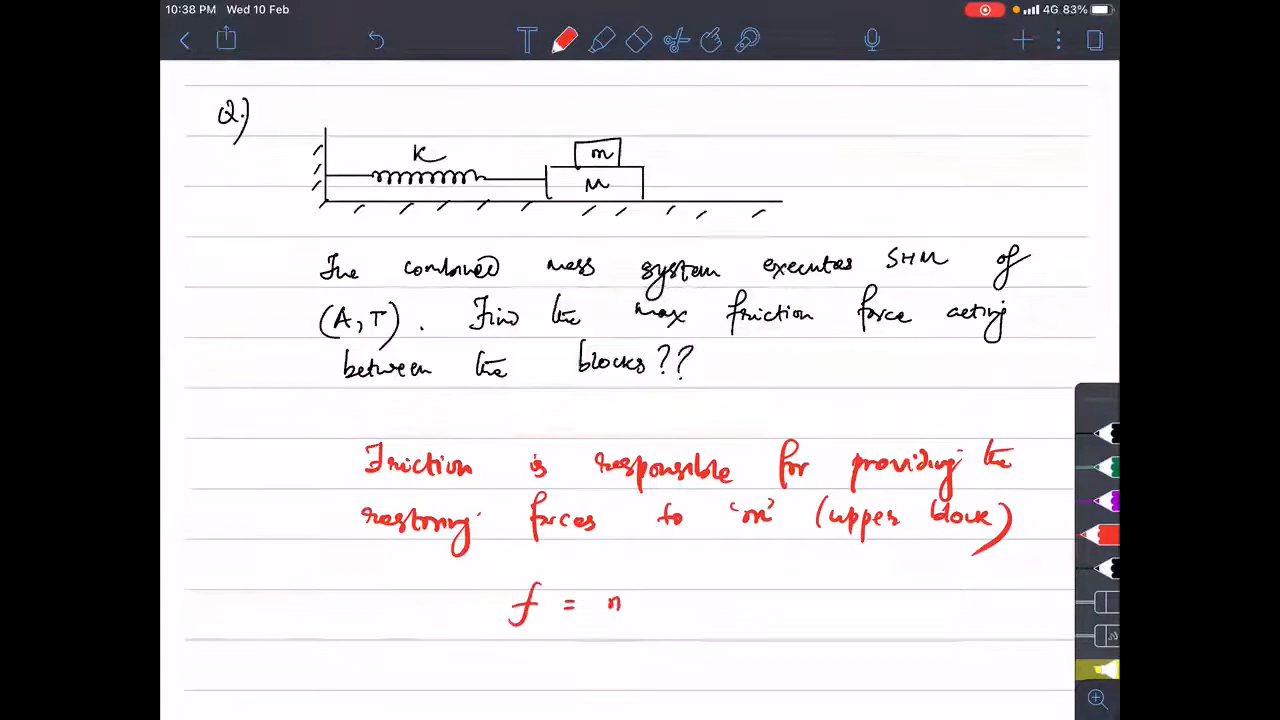 10:38 PM Wed 10 Feb 4G 83%
Q.)
K
m
M
The combined mass system executes SHM of
(A, T). Find the max friction force acting
between the blocks??
Friction is responsible for providing the
restoring forces to 'm' (upper block)
f = m